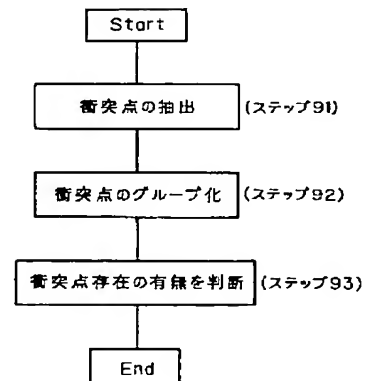 Start
衝突点の抽出 (ステップ91)
衝突点のグループ化 (ステップ92)
衝突点存在の有無を判断 (ステップ93)
End